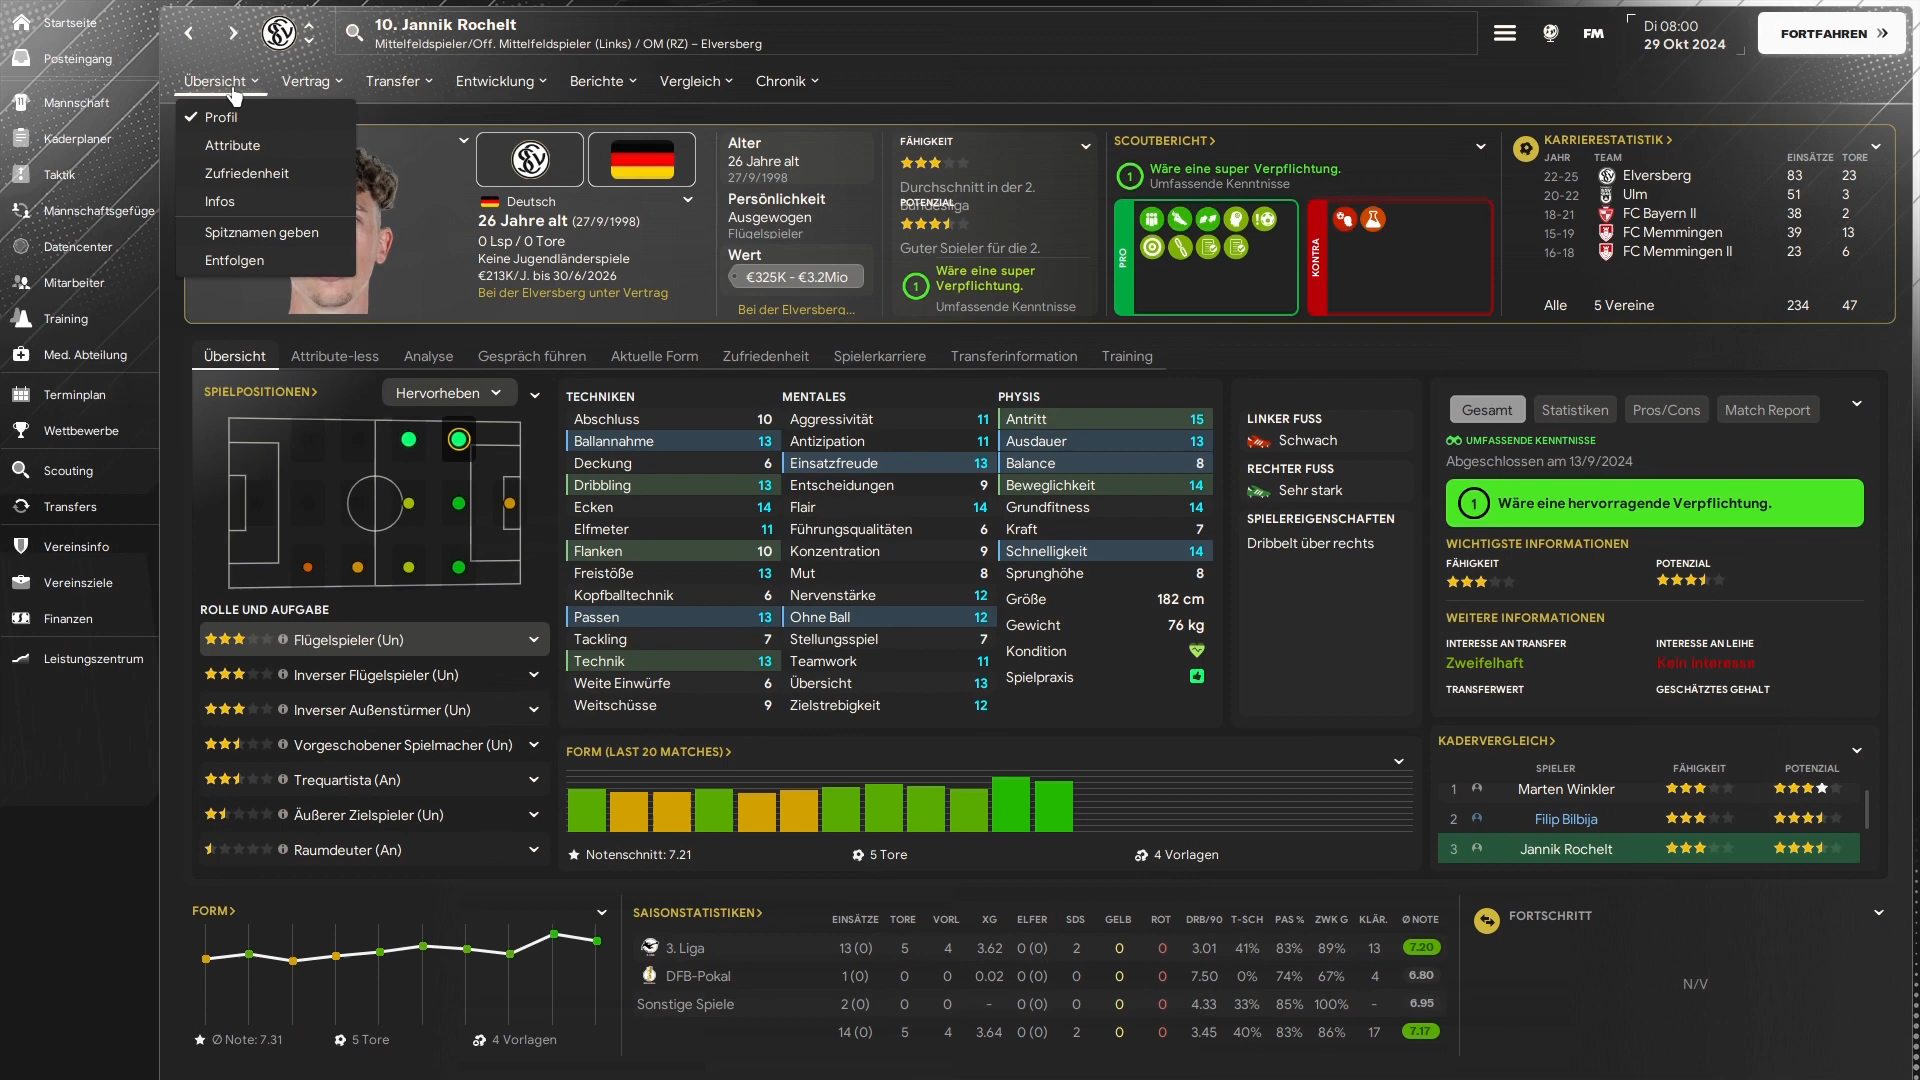 Startseite
Posteingang
Mannschaft
Kaderplaner
Taktik
Mannschaftsgefüge
Datencenter
Mitarbeiter
Training
Med. Abteilung
Terminplan
Wettbewerbe
Scouting
Transfers
Vereinsinfo
Vereinsziele
Finanzen
Leistungszentrum
10. Jannik Rochelt
Mittelfeldspieler/Off. Mittelfeldspieler (Links) / OM (RZ) – Elversberg
FM
Di 08:00
29 Okt 2024
FORTFAHREN
Übersicht Vertrag Transfer Entwicklung Berichte Vergleich Chronik
Profil
Attribute
Zufriedenheit
Infos
Spitznamen geben
Entfolgen
Deutsch
26 Jahre alt (27/9/1998)
0 Lsp / 0 Tore
Keine Jugendländerspiele
€213K/J. bis 30/6/2026
Bei der Elversberg unter Vertrag
Alter
26 Jahre alt
27/9/1998
Persönlichkeit
Ausgewogen
Flügelspieler
Wert
€325K - €3.2Mio
Bei der Elversberg...
FÄHIGKEIT
Durchschnitt in der 2.
Bundesliga
POTENZIAL
Guter Spieler für die 2.
1 Wäre eine super
Verpflichtung.
Umfassende Kenntnisse
SCOUTBERICHT
1 Wäre eine super Verpflichtung.
Umfassende Kenntnisse
PRO
KONTRA
KARRIERESTATISTIK
JAHR TEAM EINSÄTZE TORE
22-25 Elversberg 83 23
20-22 Ulm 51 3
18-21 FC Bayern II 38 2
15-19 FC Memmingen 39 13
16-18 FC Memmingen II 23 6
Alle 5 Vereine 234 47
Übersicht Attribute-less Analyse Gespräch führen Aktuelle Form Zufriedenheit Spielerkarriere Transferinformation Training
SPIELPOSITIONEN
Hervorheben
ROLLE UND AUFGABE
Flügelspieler (Un)
Inverser Flügelspieler (Un)
Inverser Außenstürmer (Un)
Vorgeschobener Spielmacher (Un)
Trequartista (An)
Äußerer Zielspieler (Un)
Raumdeuter (An)
TECHNIKEN
Abschluss 10
Ballannahme 13
Deckung 6
Dribbling 13
Ecken 14
Elfmeter 11
Flanken 10
Freistöße 13
Kopfballtechnik 6
Passen 13
Tackling 7
Technik 13
Weite Einwürfe 6
Weitschüsse 9
MENTALES
Aggressivität 11
Antizipation 11
Einsatzfreude 13
Entscheidungen 9
Flair 14
Führungsqualitäten 6
Konzentration 9
Mut 8
Nervenstärke 12
Ohne Ball 12
Stellungsspiel 7
Teamwork 11
Übersicht 13
Zielstrebigkeit 12
PHYSIS
Antritt 15
Ausdauer 13
Balance 8
Beweglichkeit 14
Grundfitness 14
Kraft 7
Schnelligkeit 14
Sprunghöhe 8
Größe 182 cm
Gewicht 76 kg
Kondition
Spielpraxis
LINKER FUSS
Schwach
RECHTER FUSS
Sehr stark
SPIELEREIGENSCHAFTEN
Dribbelt über rechts
Gesamt Statistiken Pros/Cons Match Report
UMFASSENDE KENNTNISSE
Abgeschlossen am 13/9/2024
1 Wäre eine hervorragende Verpflichtung.
WICHTIGSTE INFORMATIONEN
FÄHIGKEIT POTENZIAL
WEITERE INFORMATIONEN
INTERESSE AN TRANSFER INTERESSE AN LEIHE
Zweifelhaft Kein Interesse
TRANSFERWERT GESCHÄTZTES GEHALT
FORM (LAST 20 MATCHES)
Notenschnitt: 7.21 5 Tore 4 Vorlagen
KADERVERGLEICH
SPIELER FÄHIGKEIT POTENZIAL
1 Marten Winkler
2 Filip Bilbija
3 Jannik Rochelt
FORM
Ø Note: 7.31 5 Tore 4 Vorlagen
SAISONSTATISTIKEN EINSÄTZE TORE VORL XG ELFER SDS GELB ROT DRB/90 T-SCH PAS % ZWK G KLÄR. Ø NOTE
3. Liga 13 (0) 5 4 3.62 0 (0) 2 0 0 3.01 41% 83% 89% 13 7.20
DFB-Pokal 1 (0) 0 0 0.02 0 (0) 0 0 0 7.50 0% 74% 67% 4 6.80
Sonstige Spiele 2 (0) 0 0 - 0 (0) 0 0 0 4.33 33% 85% 100% - 6.95
14 (0) 5 4 3.64 0 (0) 2 0 0 3.45 40% 83% 86% 17 7.17
FORTSCHRITT
N/V